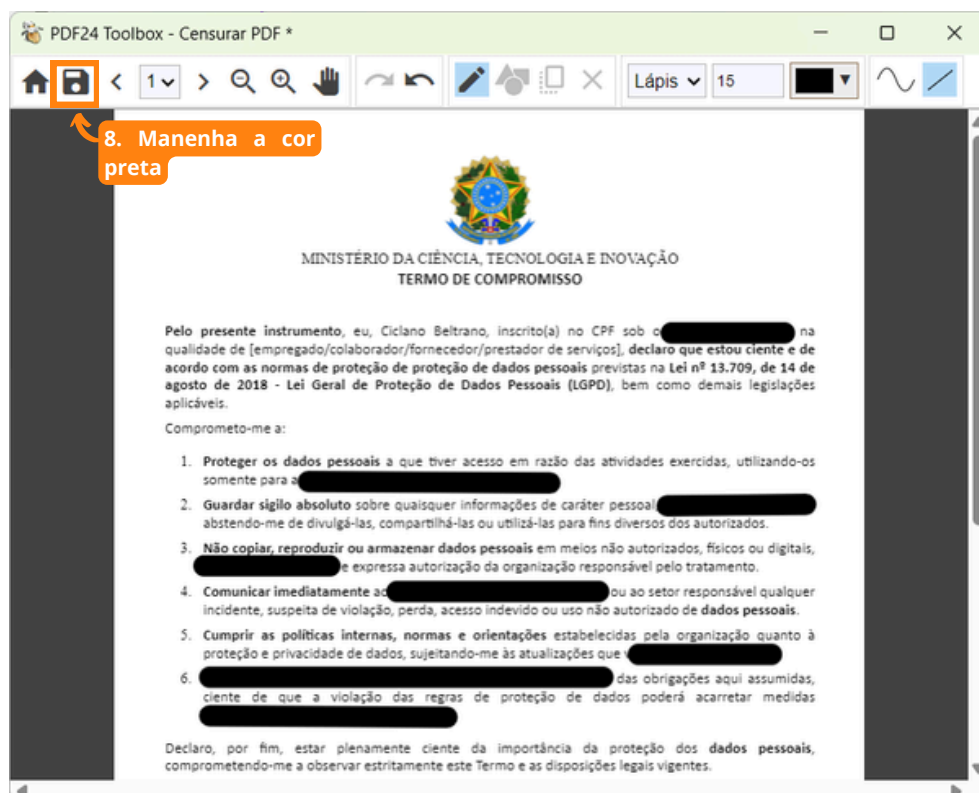 PDF24 Toolbox - Censurar PDF *
1
Lápis
15
8. Manenha a cor
preta
MINISTÉRIO DA CIÊNCIA, TECNOLOGIA E INOVAÇÃO
TERMO DE COMPROMISSO
Pelo presente instrumento, eu, Ciclano Beltrano, inscrito(a) no CPF sob o na
qualidade de [empregado/colaborador/fornecedor/prestador de serviços], declaro que estou ciente e de
acordo com as normas de proteção de proteção de dados pessoais previstas na Lei nº 13.709, de 14 de
agosto de 2018 - Lei Geral de Proteção de Dados Pessoais (LGPD), bem como demais legislações
aplicáveis.
Comprometo-me a:
1. Proteger os dados pessoais a que tiver acesso em razão das atividades exercidas, utilizando-os
somente para a
2. Guardar sigilo absoluto sobre quaisquer informações de caráter pessoal
abstendo-me de divulgá-las, compartilhá-las ou utilizá-las para fins diversos dos autorizados.
3. Não copiar, reproduzir ou armazenar dados pessoais em meios não autorizados, físicos ou digitais,
e expressa autorização da organização responsável pelo tratamento.
4. Comunicar imediatamente ao ou ao setor responsável qualquer
incidente, suspeita de violação, perda, acesso indevido ou uso não autorizado de dados pessoais.
5. Cumprir as políticas internas, normas e orientações estabelecidas pela organização quanto à
proteção e privacidade de dados, sujeitando-me às atualizações que
6. das obrigações aqui assumidas,
ciente de que a violação das regras de proteção de dados poderá acarretar medidas
Declaro, por fim, estar plenamente ciente da importância da proteção dos dados pessoais,
comprometendo-me a observar estritamente este Termo e as disposições legais vigentes.